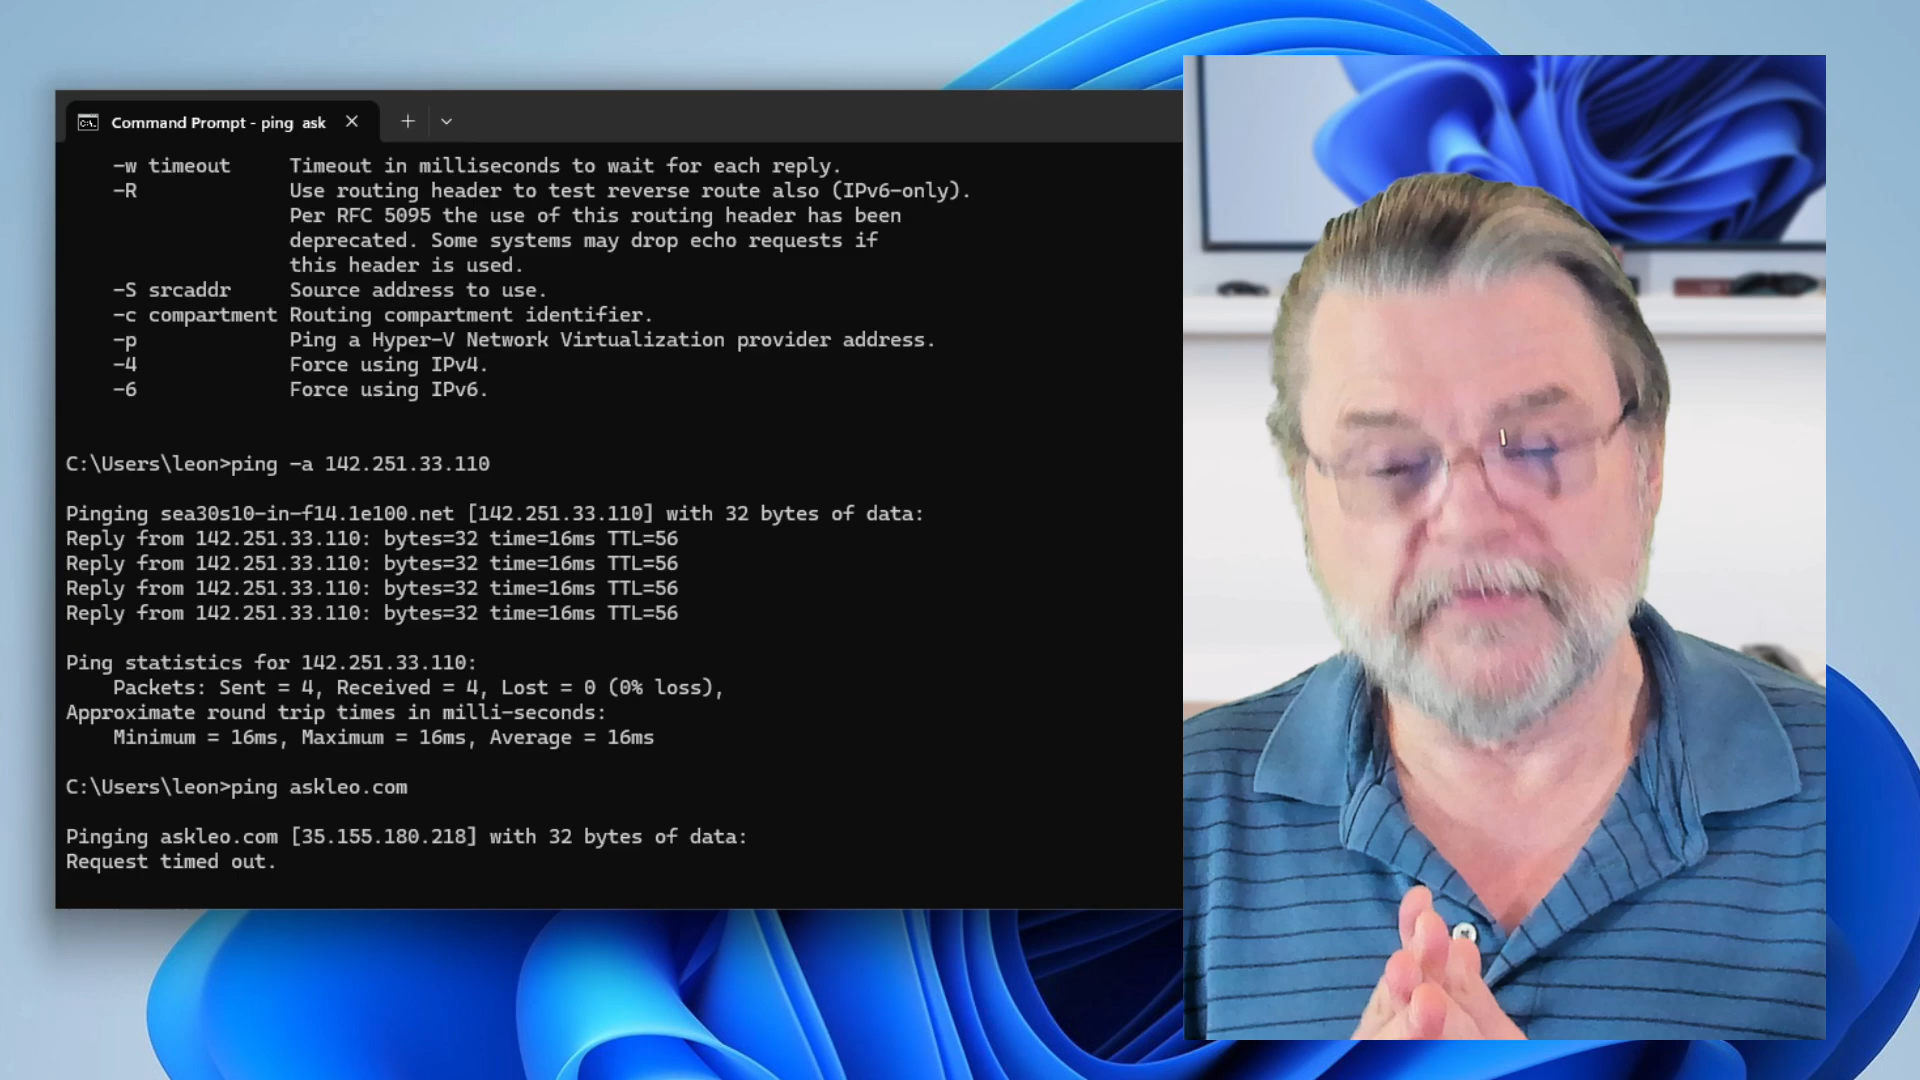 Command Prompt - ping ask
-w timeout Timeout in milliseconds to wait for each reply.
-R Use routing header to test reverse route also (IPv6-only).
Per RFC 5095 the use of this routing header has been
deprecated. Some systems may drop echo requests if
this header is used.
-S srcaddr Source address to use.
-c compartment Routing compartment identifier.
-p Ping a Hyper-V Network Virtualization provider address.
-4 Force using IPv4.
-6 Force using IPv6.
C:\Users\leon>ping -a 142.251.33.110
Pinging sea30s10-in-f14.1e100.net [142.251.33.110] with 32 bytes of data:
Reply from 142.251.33.110: bytes=32 time=16ms TTL=56
Reply from 142.251.33.110: bytes=32 time=16ms TTL=56
Reply from 142.251.33.110: bytes=32 time=16ms TTL=56
Reply from 142.251.33.110: bytes=32 time=16ms TTL=56
Ping statistics for 142.251.33.110:
Packets: Sent = 4, Received = 4, Lost = 0 (0% loss),
Approximate round trip times in milli-seconds:
Minimum = 16ms, Maximum = 16ms, Average = 16ms
C:\Users\leon>ping askleo.com
Pinging askleo.com [35.155.180.218] with 32 bytes of data:
Request timed out.